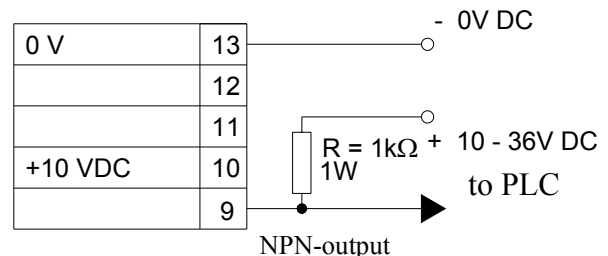 - 0V DC
0 V 13
12
11
+ 10 - 36V DC
R = 1kΩ
1W
+10 VDC 10
to PLC
9
NPN-output